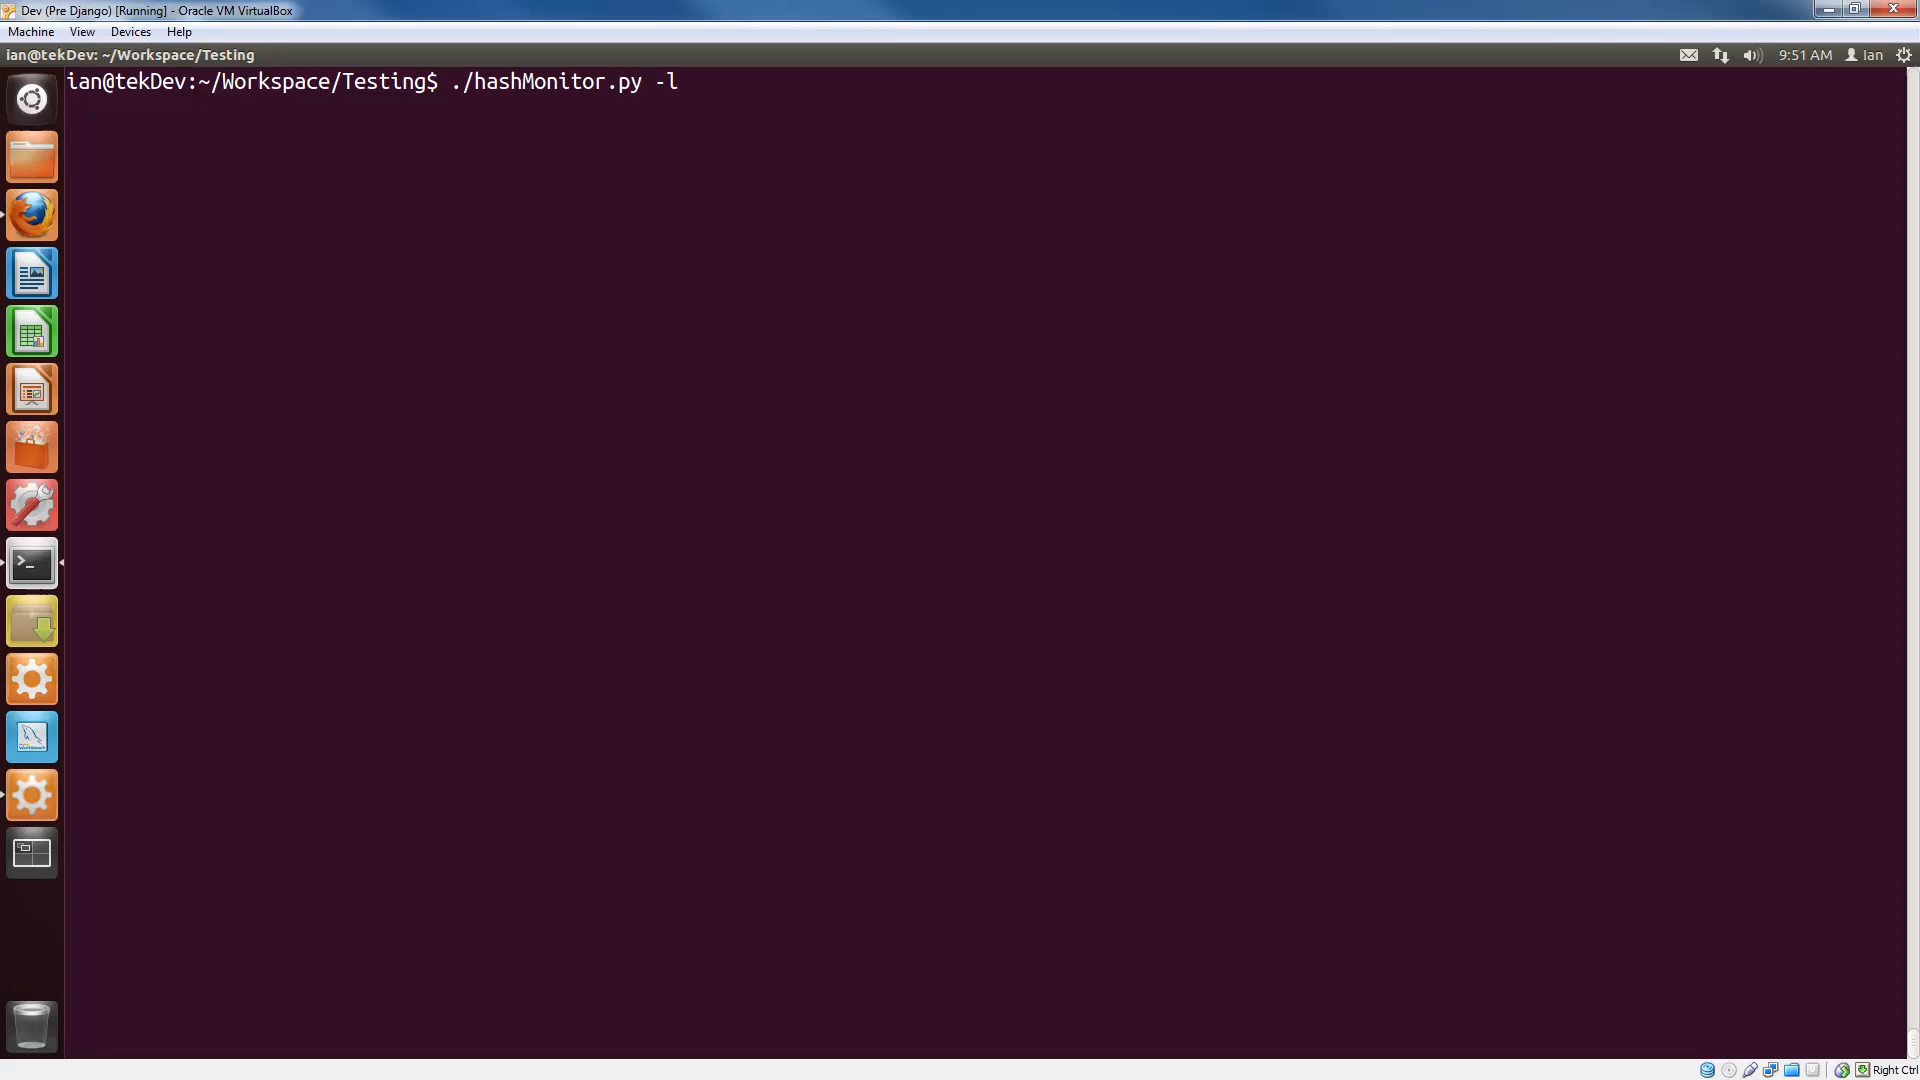 Dev (Pre Django) [Running] - Oracle VM VirtualBox
Machine View Devices Help
ian@tekDev: ~/Workspace/Testing 9:51 AM Ian
ian@tekDev:~/Workspace/Testing$ ./hashMonitor.py -l
Workbench
Right Ctrl